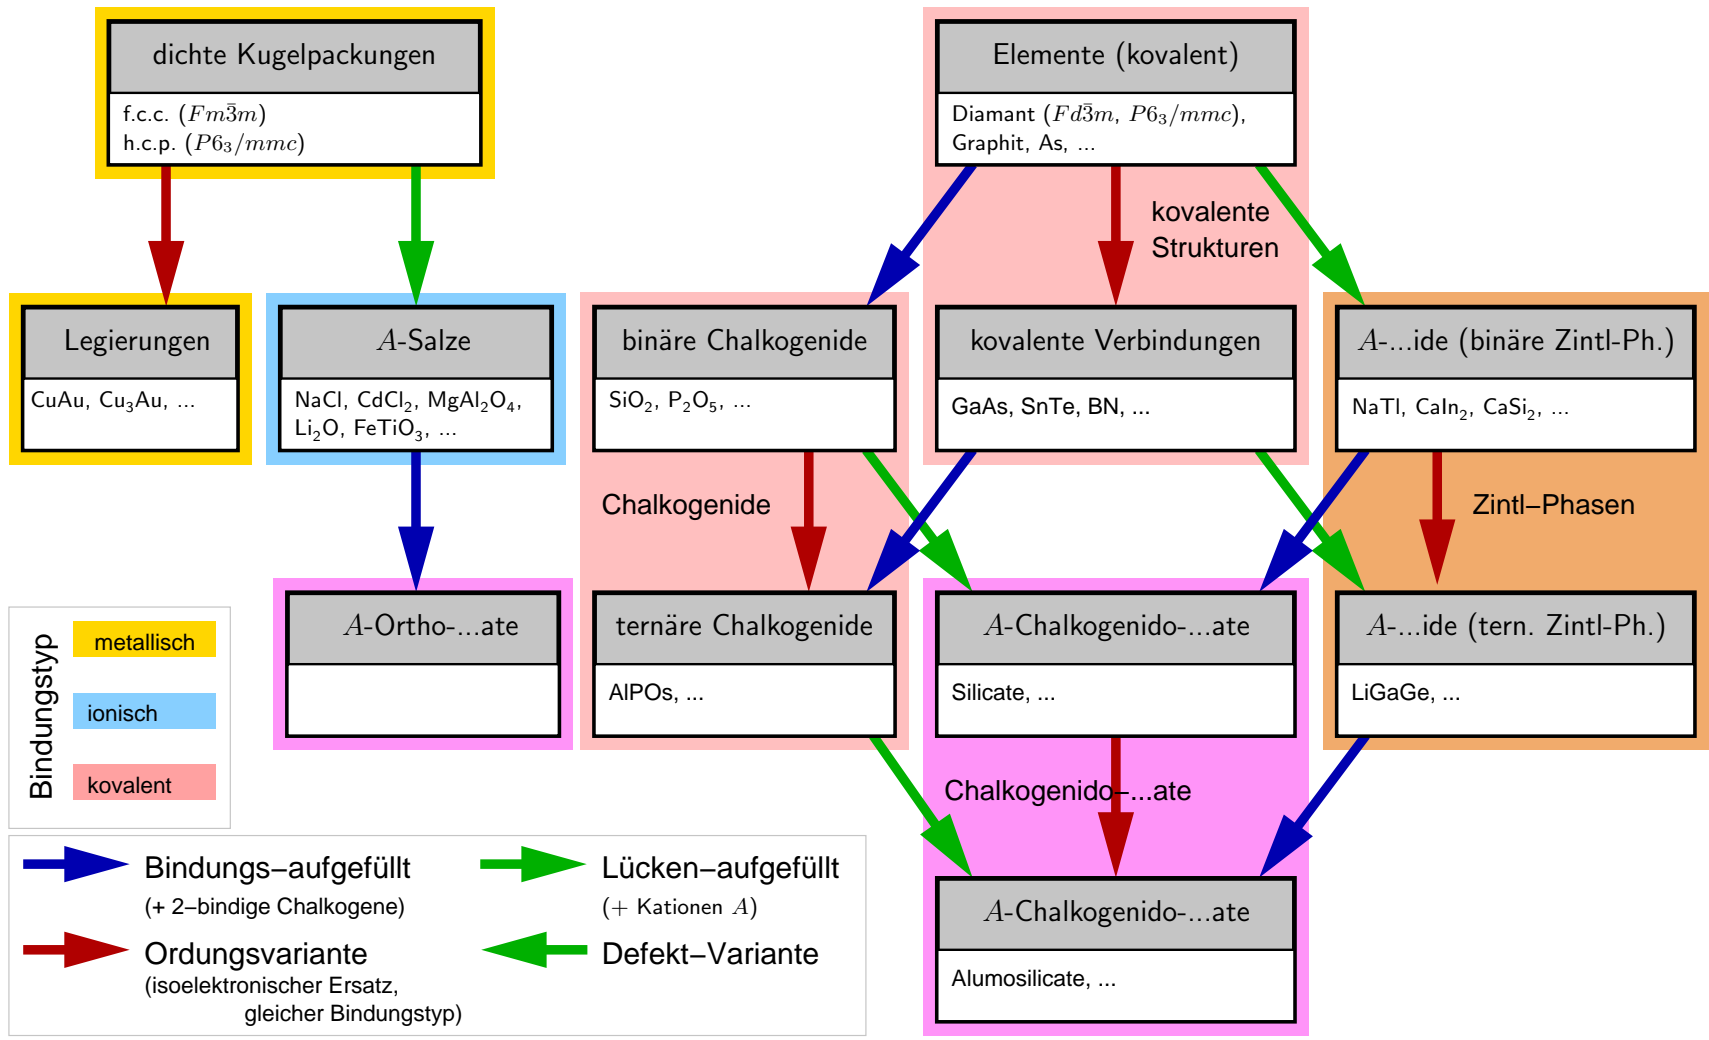 dichte Kugelpackungen
f.c.c. (Fm3̄m)
h.c.p. (P6₃/mmc)
Elemente (kovalent)
Diamant (Fd3̄m, P6₃/mmc),
Graphit, As, ...
kovalente
Strukturen
Legierungen
CuAu, Cu₃Au, ...
A-Salze
NaCl, CdCl₂, MgAl₂O₄,
Li₂O, FeTiO₃, ...
binäre Chalkogenide
SiO₂, P₂O₅, ...
kovalente Verbindungen
GaAs, SnTe, BN, ...
A-...ide (binäre Zintl-Ph.)
NaTl, CaIn₂, CaSi₂, ...
Chalkogenide
Zintl–Phasen
A-Ortho-...ate
ternäre Chalkogenide
AlPOs, ...
A-Chalkogenido-...ate
Silicate, ...
A-...ide (tern. Zintl-Ph.)
LiGaGe, ...
Chalkogenido–...ate
A-Chalkogenido-...ate
Alumosilicate, ...
Bindungstyp
metallisch
ionisch
kovalent
Bindungs–aufgefüllt
(+ 2–bindige Chalkogene)
Lücken–aufgefüllt
(+ Kationen A)
Ordungsvariante
(isoelektronischer Ersatz,
gleicher Bindungstyp)
Defekt–Variante